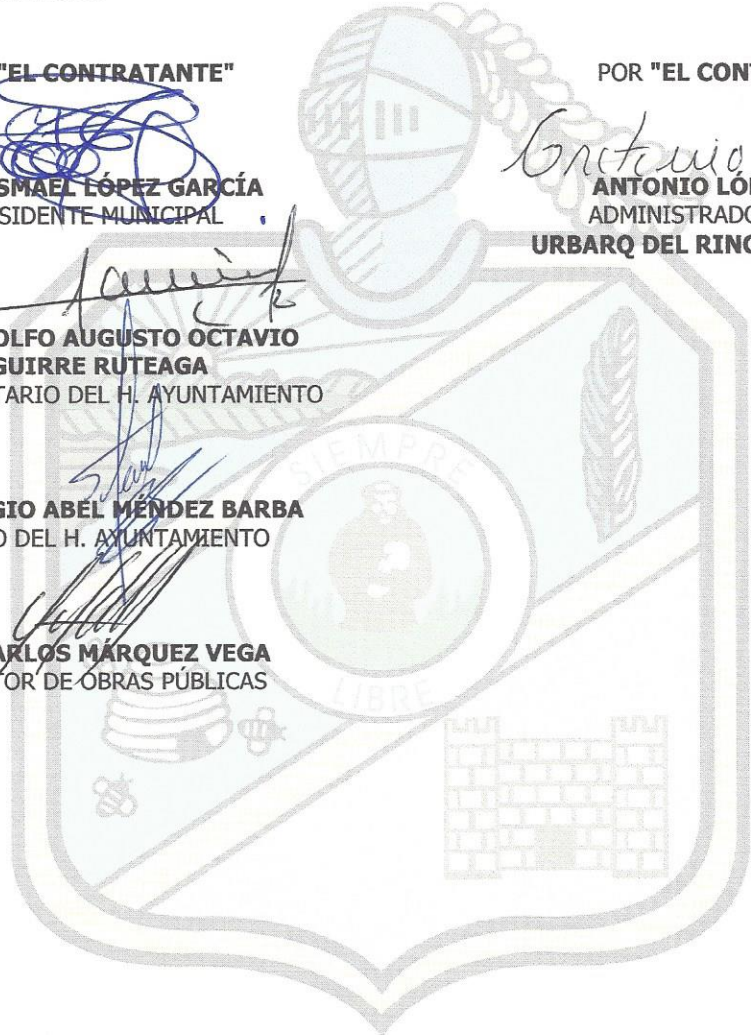 "EL CONTRATANTE"
SMAEL LÓPEZ GARCÍA
SIDENTE MUNICIPAL
OLFO AUGUSTO OCTAVIO
GUIRRE RUTEAGA
TARIO DEL H. AYUNTAMIENTO
GIO ABEL MÉNDEZ BARBA
O DEL H. AYUNTAMIENTO
ARLOS MÁRQUEZ VEGA
TOR DE OBRAS PÚBLICAS
POR "EL CONT
Antonio
ANTONIO LÓ
ADMINISTRADO
URBARQ DEL RINC
SIEMPRE
LIBRE